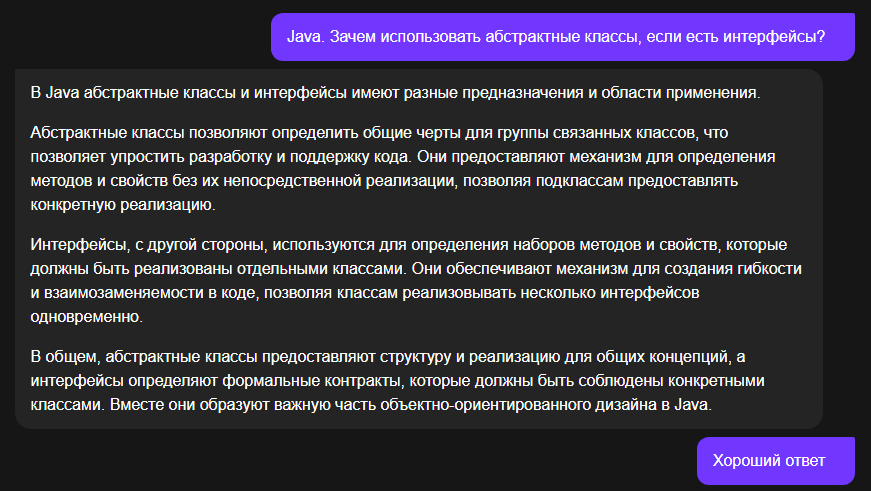 Java. Зачем использовать абстрактные классы, если есть интерфейсы?
В Java абстрактные классы и интерфейсы имеют разные предназначения и области применения.
Абстрактные классы позволяют определить общие черты для группы связанных классов, что
позволяет упростить разработку и поддержку кода. Они предоставляют механизм для определения
методов и свойств без их непосредственной реализации, позволяя подклассам предоставлять
конкретную реализацию.
Интерфейсы, с другой стороны, используются для определения наборов методов и свойств, которые
должны быть реализованы отдельными классами. Они обеспечивают механизм для создания гибкости
и взаимозаменяемости в коде, позволяя классам реализовывать несколько интерфейсов
одновременно.
В общем, абстрактные классы предоставляют структуру и реализацию для общих концепций, а
интерфейсы определяют формальные контракты, которые должны быть соблюдены конкретными
классами. Вместе они образуют важную часть объектно-ориентированного дизайна в Java.
Хороший ответ